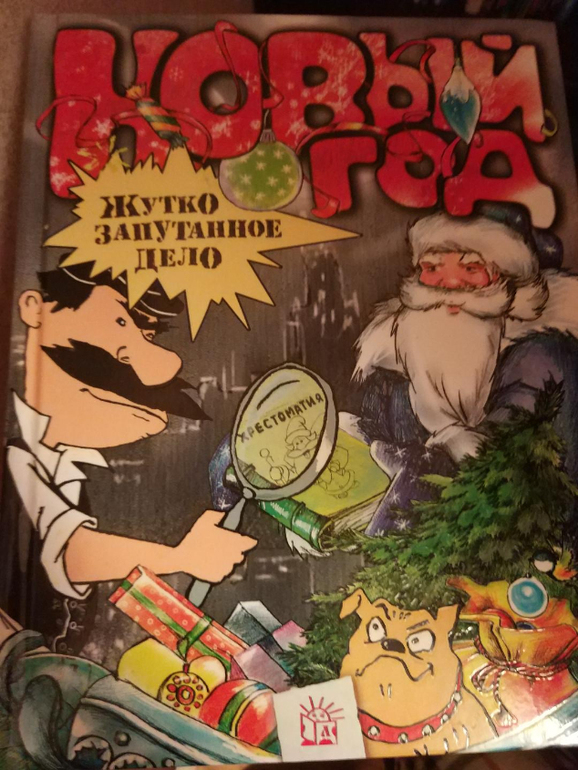 НОВЫЙ
ГОД
ЖУТКО
ЗАПУТАННОЕ
ДЕЛО
ХРЕСТОМАТИЯ